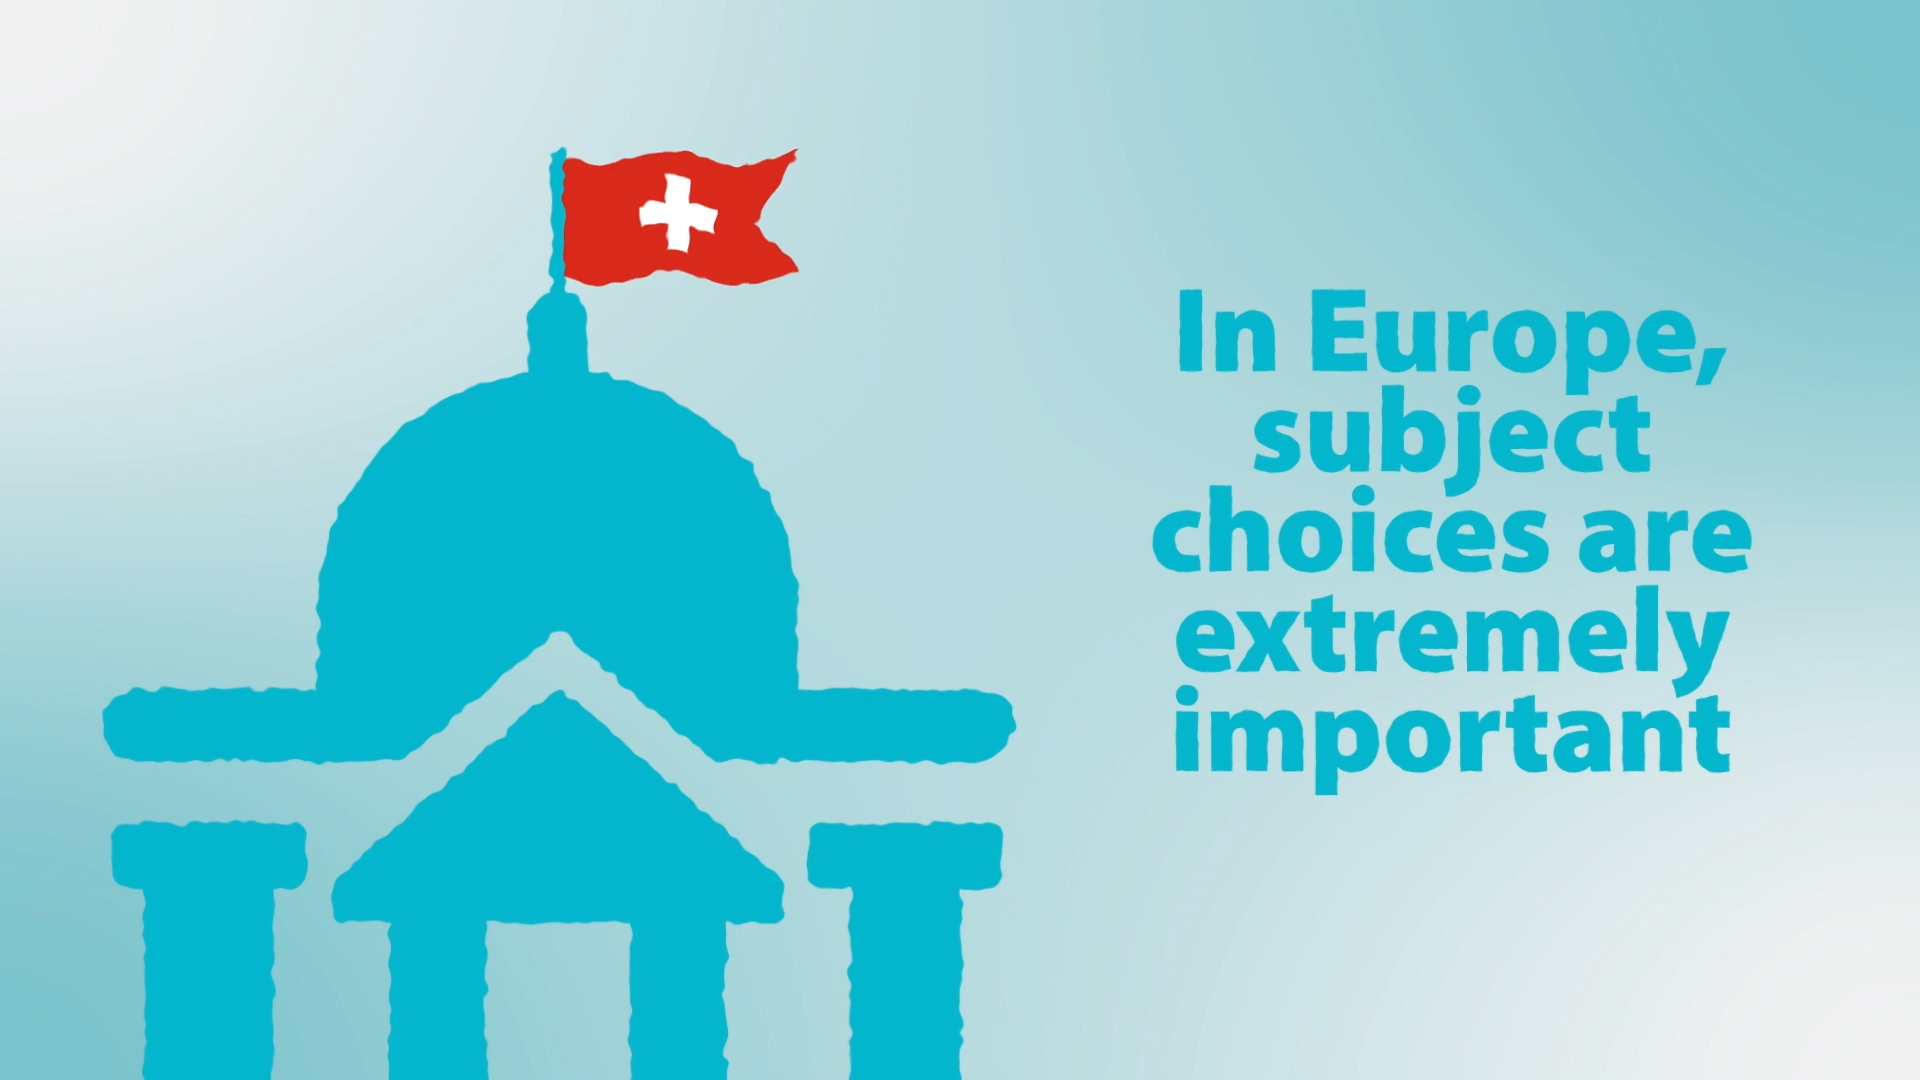 In Europe,
subject
choices are
extremely
important